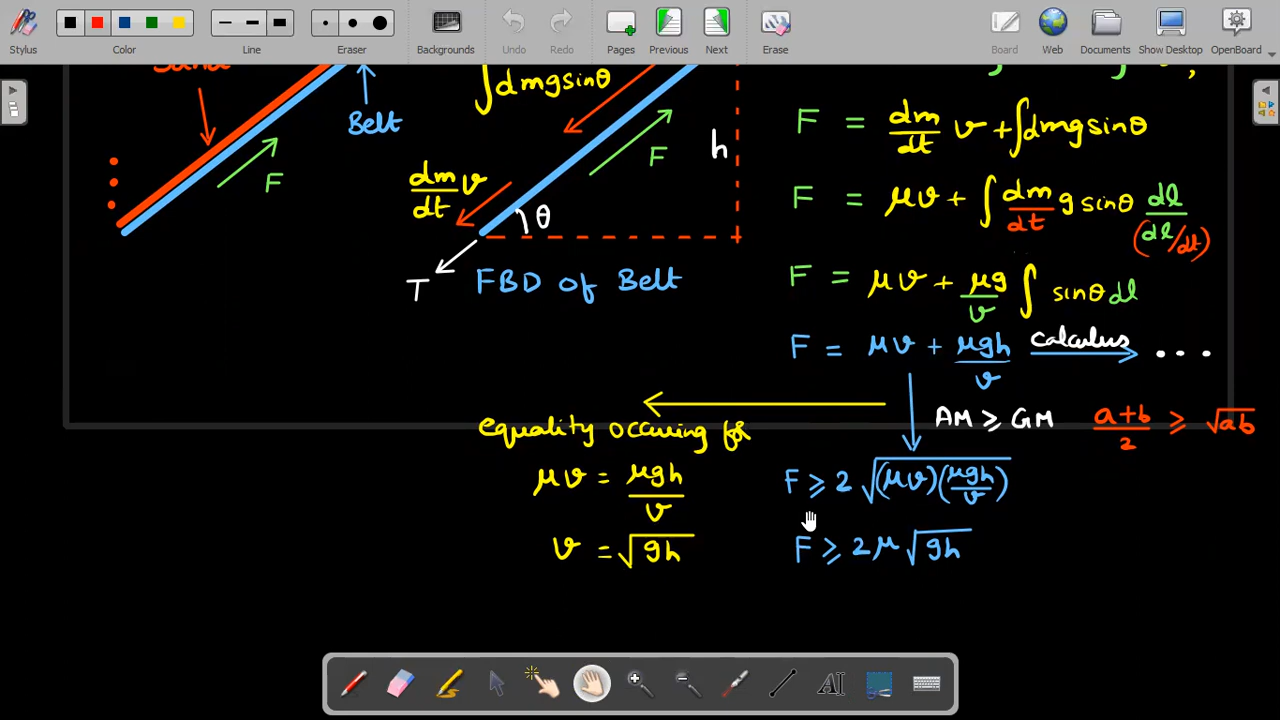 Stylus Color Line Eraser Backgrounds Undo Redo Pages Previous Next Erase Board Web Documents Show Desktop OpenBoard
∫dmgsinθ
Belt
F
F
h
dm/dt v
θ
T
FBD of Belt
F = dm/dt v + ∫dmgsinθ
F = μv + ∫ dm/dt g sinθ dl/(dl/dt)
F = μv + μg/v ∫ sinθ dl
F = μv + μgh/v calculus ...
AM ⩾ GM a+b/2 ⩾ √ab
equality occuring for
μv = μgh/v
v = √gh
F ⩾ 2 √(μv)(μgh/v)
F ⩾ 2μ√gh
AI